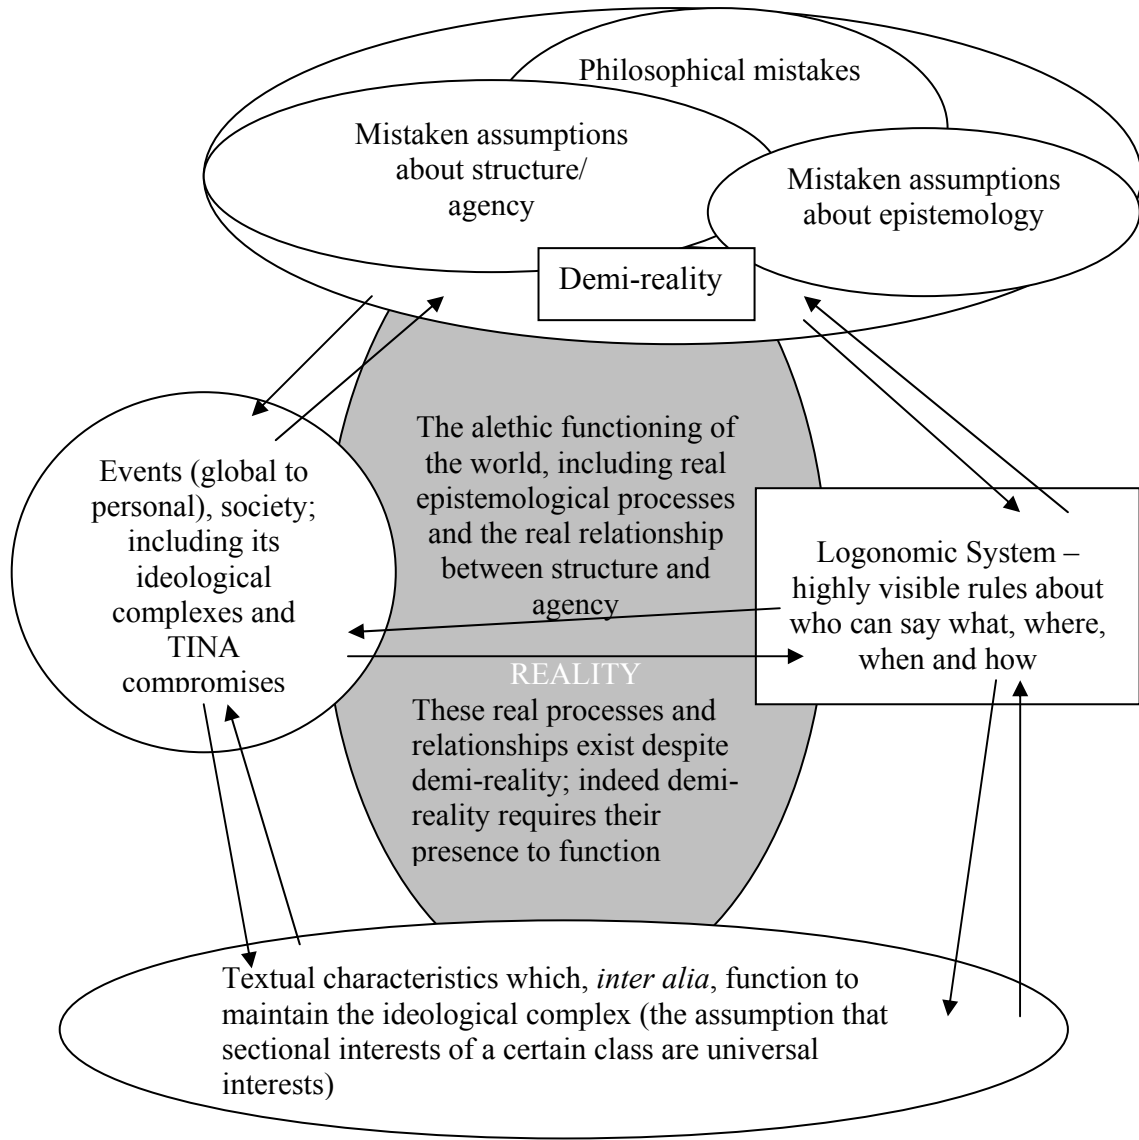 Philosophical mistakes
Mistaken assumptions
about structure/
agency
Mistaken assumptions
about epistemology
Demi-reality
Events (global to
personal), society;
including its
ideological
complexes and
TINA
compromises
The alethic functioning of
the world, including real
epistemological processes
and the real relationship
between structure and
agency
Logonomic System –
highly visible rules about
who can say what, where,
when and how
REALITY
These real processes and
relationships exist despite
demi-reality; indeed demi-
reality requires their
presence to function
Textual characteristics which, inter alia, function to
maintain the ideological complex (the assumption that
sectional interests of a certain class are universal
interests)